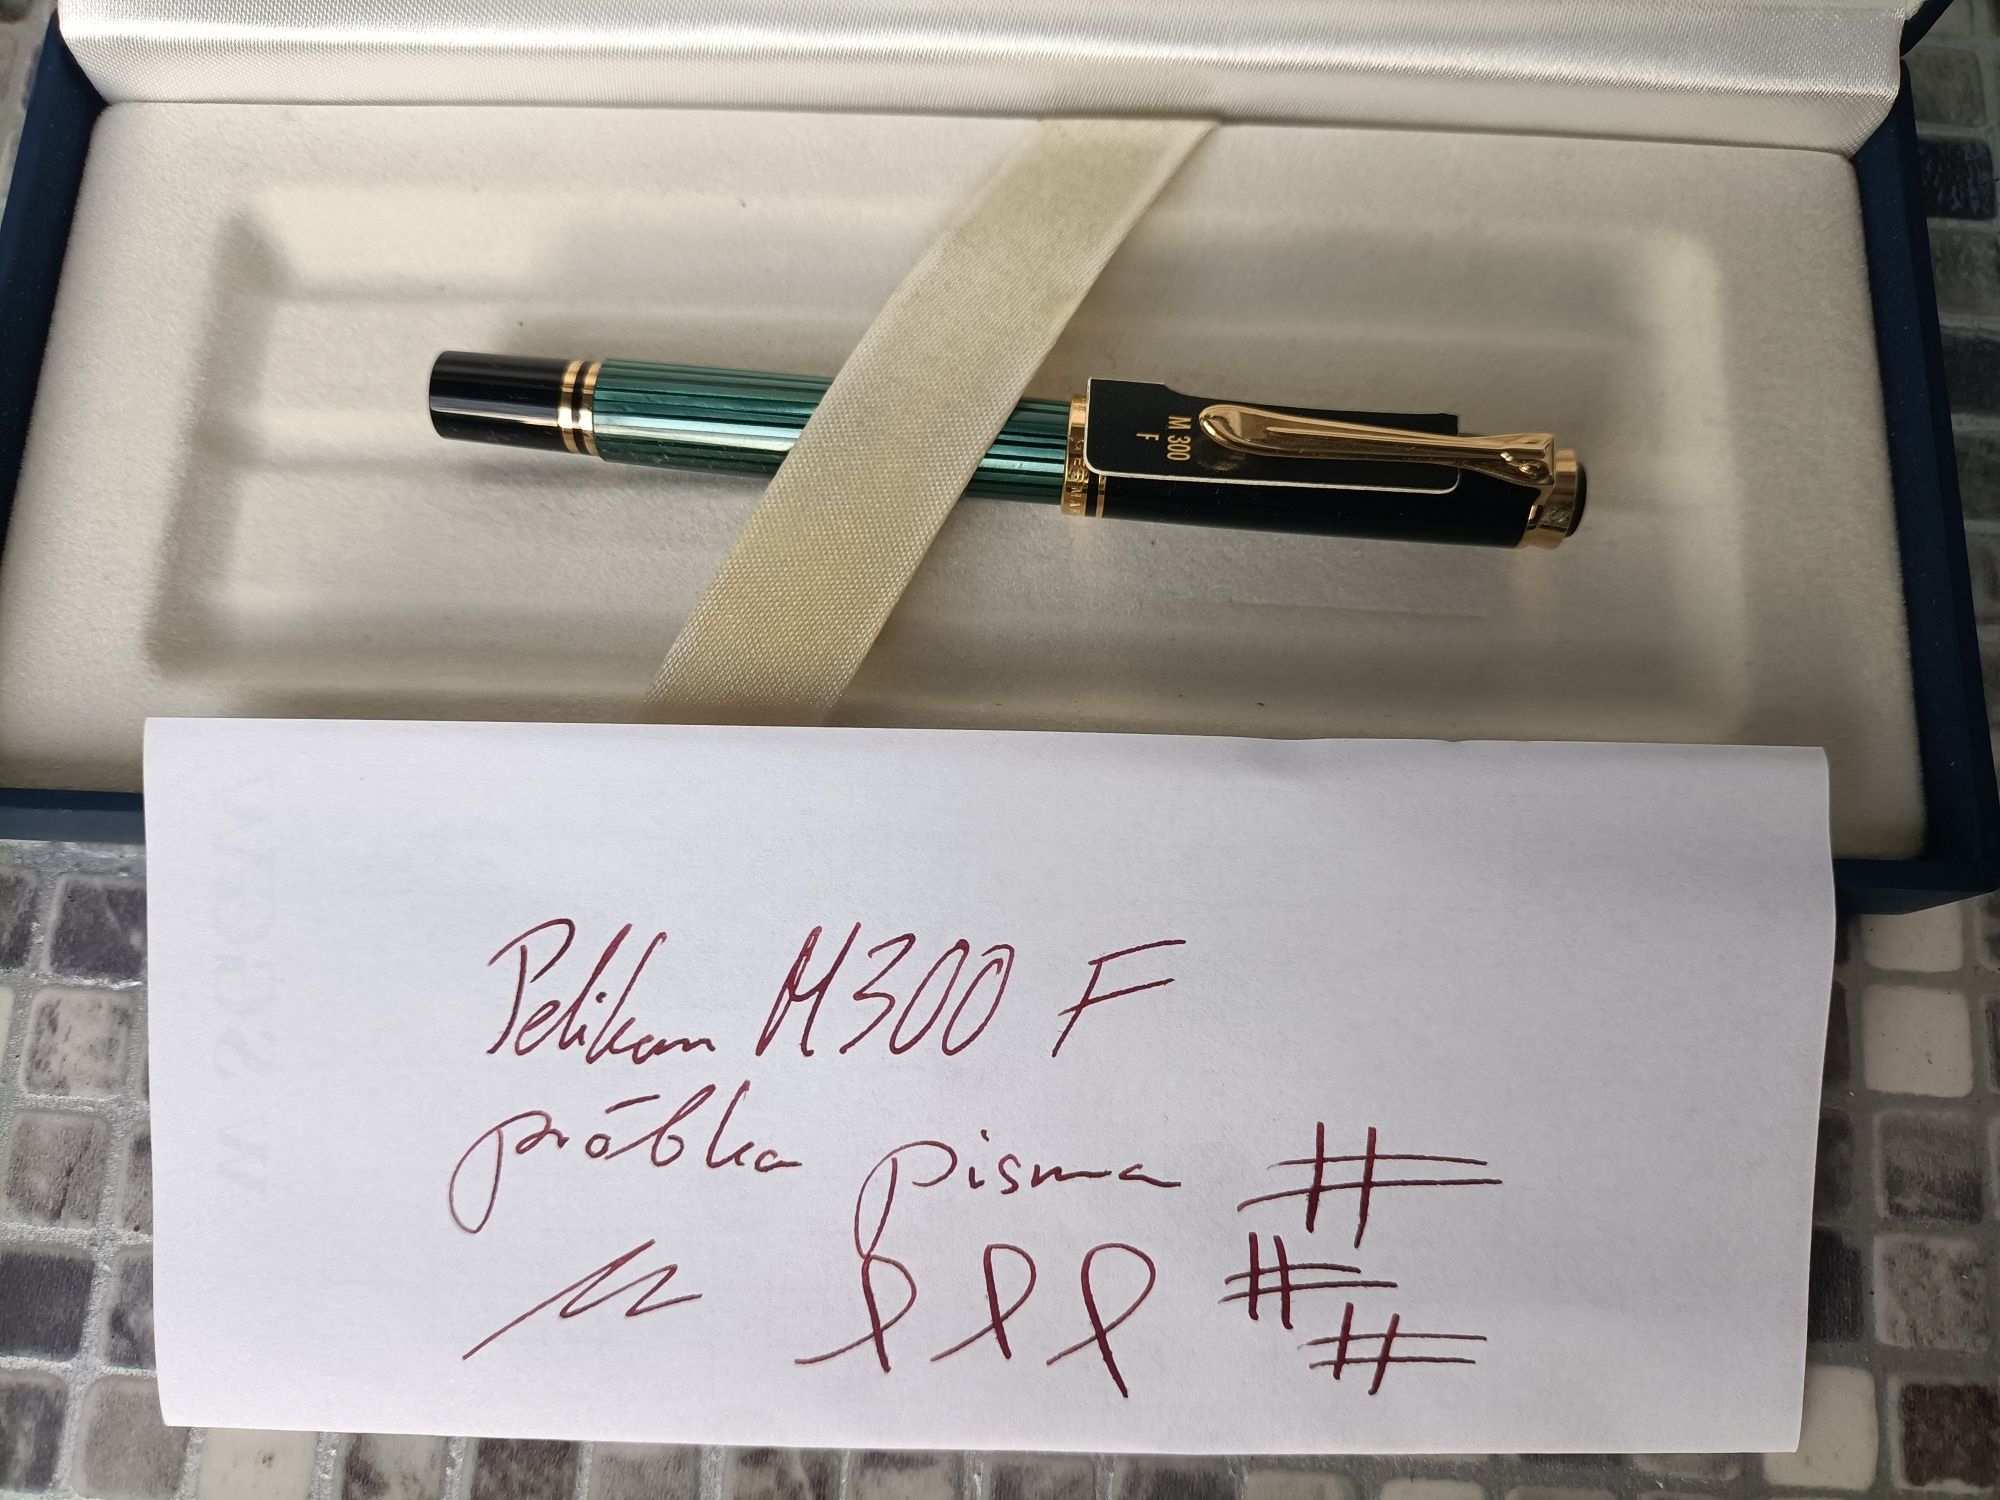 M 300
F
Pelikan M300 F
próbka pisma